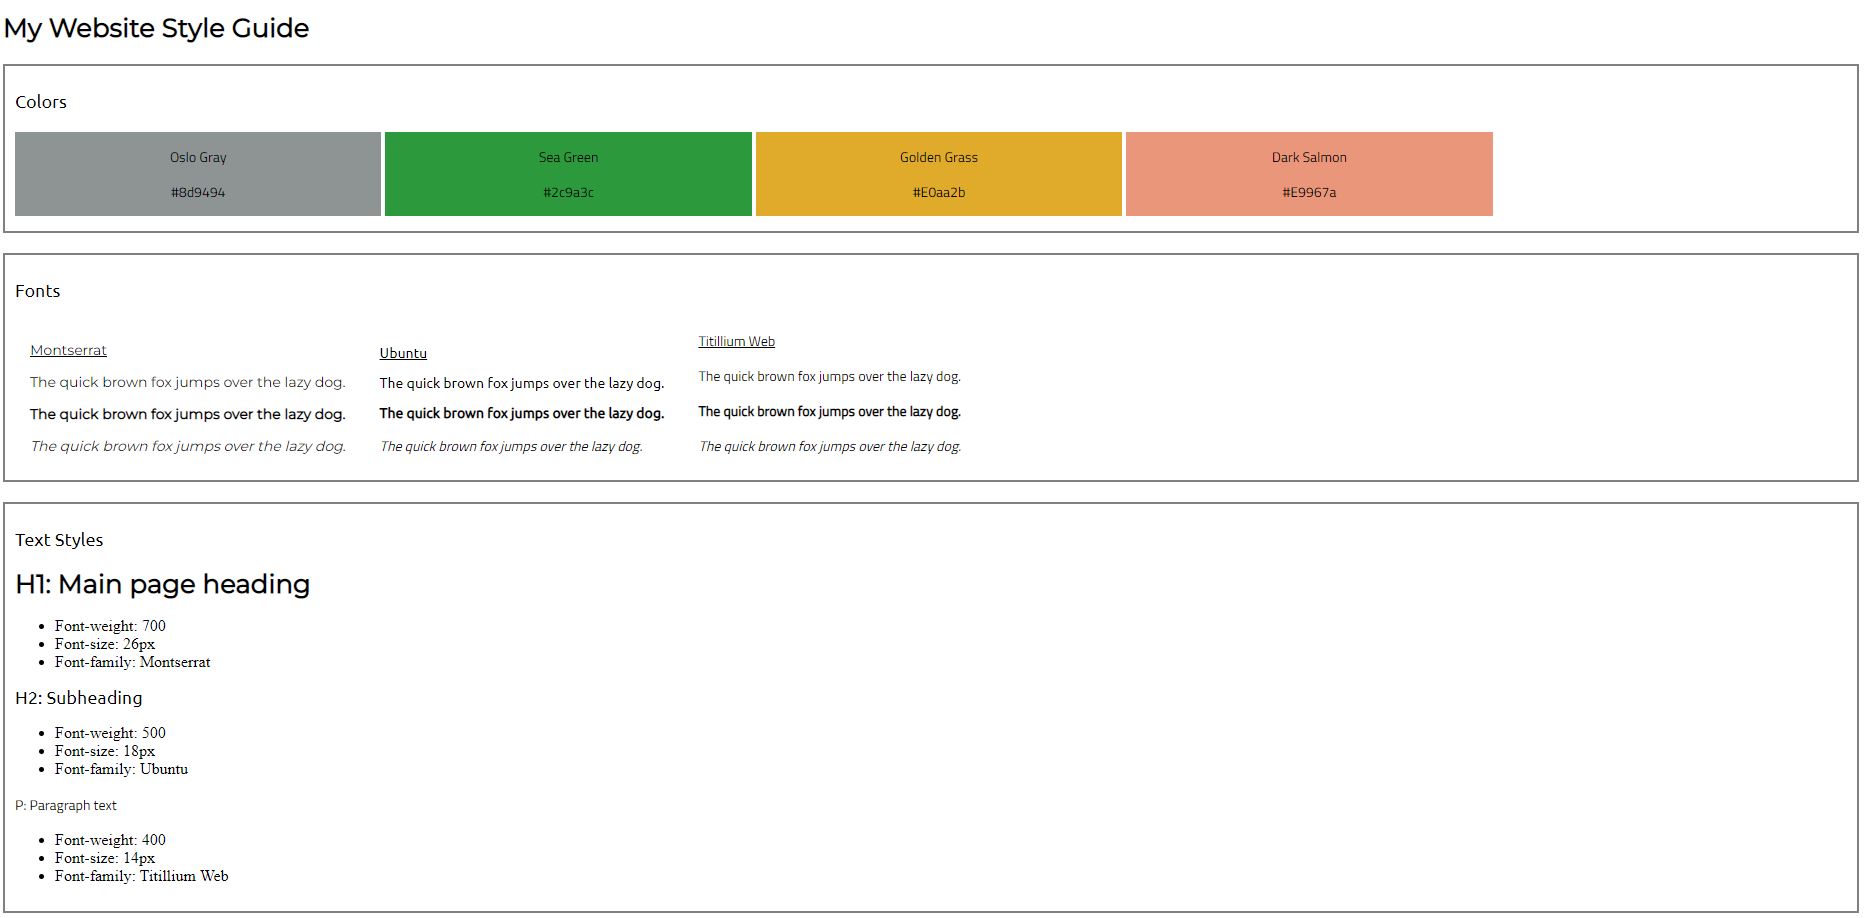 My Website Style Guide
Colors
Oslo Gray
#8d9494
Sea Green
#2c9a3c
Golden Grass
#E0aa2b
Dark Salmon
#E9967a
Fonts
Montserrat
The quick brown fox jumps over the lazy dog.
The quick brown fox jumps over the lazy dog.
The quick brown fox jumps over the lazy dog.
Ubuntu
The quick brown fox jumps over the lazy dog.
The quick brown fox jumps over the lazy dog.
The quick brown fox jumps over the lazy dog.
Titillium Web
The quick brown fox jumps over the lazy dog.
The quick brown fox jumps over the lazy dog.
The quick brown fox jumps over the lazy dog.
Text Styles
H1: Main page heading
• Font-weight: 700
• Font-size: 26px
• Font-family: Montserrat
H2: Subheading
• Font-weight: 500
• Font-size: 18px
• Font-family: Ubuntu
P: Paragraph text
• Font-weight: 400
• Font-size: 14px
• Font-family: Titillium Web